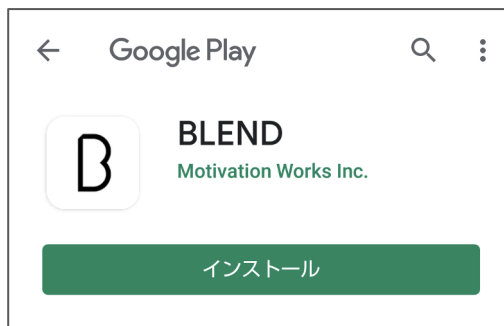 Google Play
B
BLEND
Motivation Works Inc.
インストール